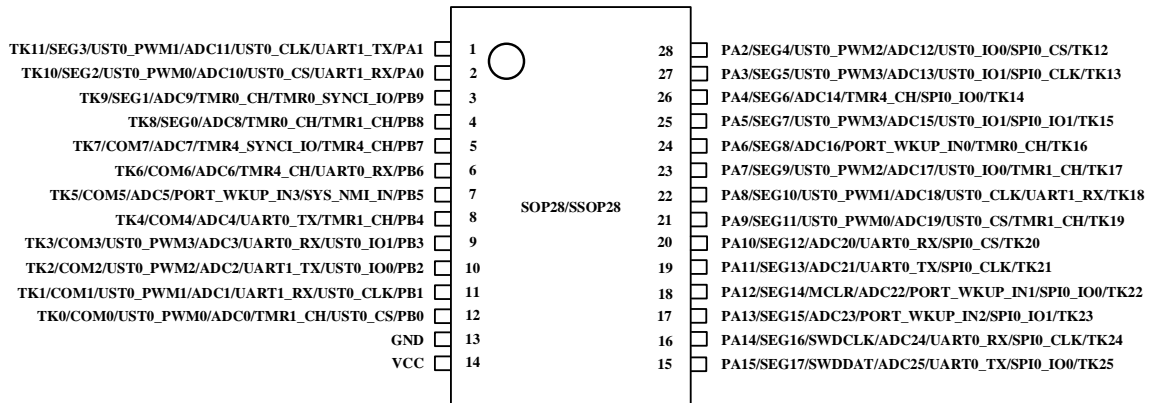 TK11/SEG3/UST0_PWM1/ADC11/UST0_CLK/UART1_TX/PA1 1 28 PA2/SEG4/UST0_PWM2/ADC12/UST0_IO0/SPI0_CS/TK12
TK10/SEG2/UST0_PWM0/ADC10/UST0_CS/UART1_RX/PA0 2 27 PA3/SEG5/UST0_PWM3/ADC13/UST0_IO1/SPI0_CLK/TK13
TK9/SEG1/ADC9/TMR0_CH/TMR0_SYNCI_IO/PB9 3 26 PA4/SEG6/ADC14/TMR4_CH/SPI0_IO0/TK14
TK8/SEG0/ADC8/TMR0_CH/TMR1_CH/PB8 4 25 PA5/SEG7/UST0_PWM3/ADC15/UST0_IO1/SPI0_IO1/TK15
TK7/COM7/ADC7/TMR4_SYNCI_IO/TMR4_CH/PB7 5 24 PA6/SEG8/ADC16/PORT_WKUP_IN0/TMR0_CH/TK16
TK6/COM6/ADC6/TMR4_CH/UART0_RX/PB6 6 23 PA7/SEG9/UST0_PWM2/ADC17/UST0_IO0/TMR1_CH/TK17
TK5/COM5/ADC5/PORT_WKUP_IN3/SYS_NMI_IN/PB5 7 SOP28/SSOP28 22 PA8/SEG10/UST0_PWM1/ADC18/UST0_CLK/UART1_RX/TK18
TK4/COM4/ADC4/UART0_TX/TMR1_CH/PB4 8 21 PA9/SEG11/UST0_PWM0/ADC19/UST0_CS/TMR1_CH/TK19
TK3/COM3/UST0_PWM3/ADC3/UART0_RX/UST0_IO1/PB3 9 20 PA10/SEG12/ADC20/UART0_RX/SPI0_CS/TK20
TK2/COM2/UST0_PWM2/ADC2/UART1_TX/UST0_IO0/PB2 10 19 PA11/SEG13/ADC21/UART0_TX/SPI0_CLK/TK21
TK1/COM1/UST0_PWM1/ADC1/UART1_RX/UST0_CLK/PB1 11 18 PA12/SEG14/MCLR/ADC22/PORT_WKUP_IN1/SPI0_IO0/TK22
TK0/COM0/UST0_PWM0/ADC0/TMR1_CH/UST0_CS/PB0 12 17 PA13/SEG15/ADC23/PORT_WKUP_IN2/SPI0_IO1/TK23
GND 13 16 PA14/SEG16/SWDCLK/ADC24/UART0_RX/SPI0_CLK/TK24
VCC 14 15 PA15/SEG17/SWDDAT/ADC25/UART0_TX/SPI0_IO0/TK25